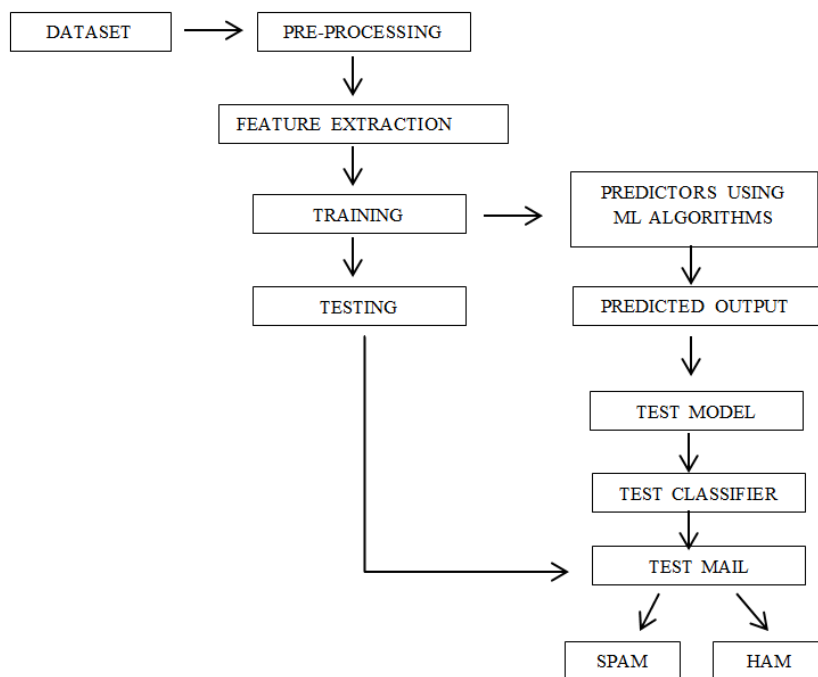 DATASET
PRE-PROCESSING
FEATURE EXTRACTION
TRAINING
PREDICTORS USING
ML ALGORITHMS
TESTING
PREDICTED OUTPUT
TEST MODEL
TEST CLASSIFIER
TEST MAIL
SPAM
HAM